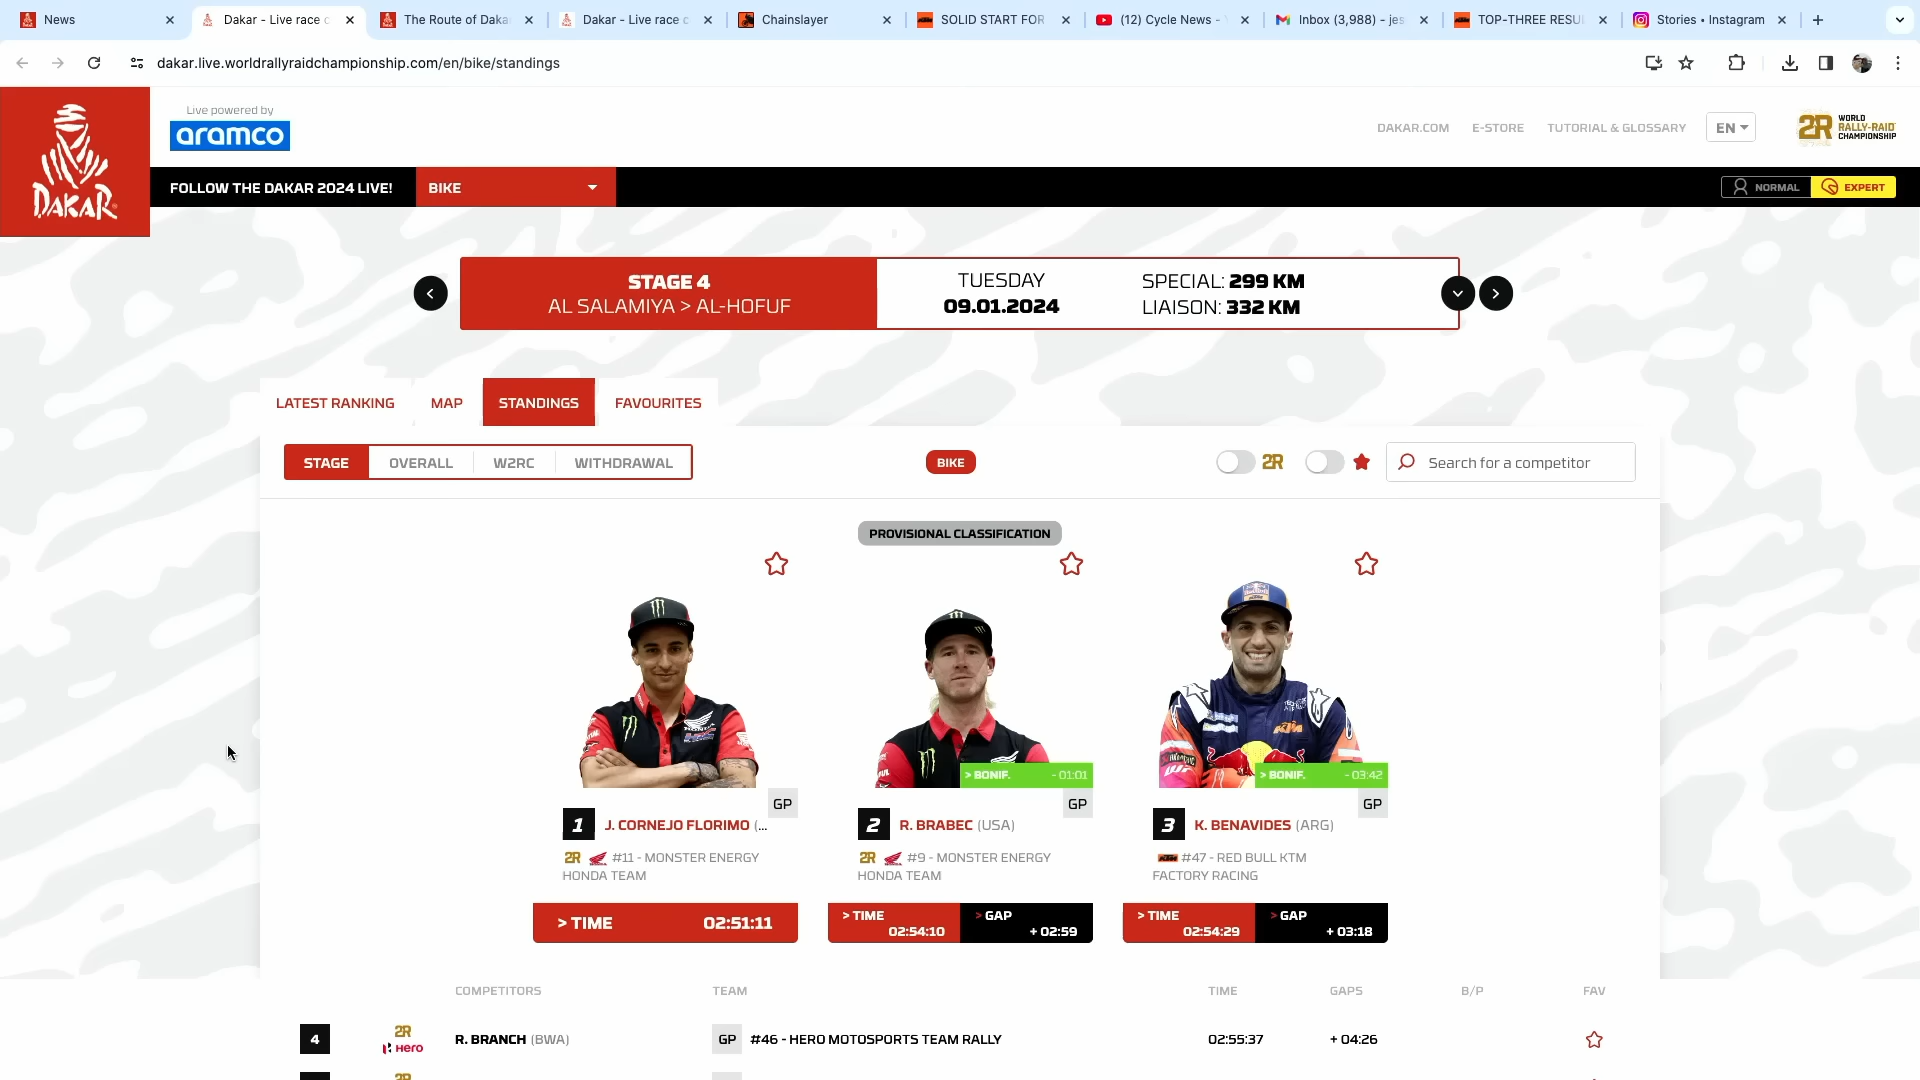 News
Dakar - Live race c
The Route of Daka
Dakar - Live race c
Chainslayer
SOLID START FOR
(12) Cycle News -
Inbox (3,988) - jes
TOP-THREE RESU
Stories • Instagram
dakar.live.worldrallyraidchampionship.com/en/bike/standings
DAKAR
Live powered by
aramco
DAKAR.COM
E-STORE
TUTORIAL & GLOSSARY
EN
2R WORLD
RALLY-RAID
CHAMPIONSHIP
FOLLOW THE DAKAR 2024 LIVE!
BIKE
NORMAL
EXPERT
STAGE 4
AL SALAMIYA > AL-HOFUF
TUESDAY
09.01.2024
SPECIAL: 299 KM
LIAISON: 332 KM
LATEST RANKING
MAP
STANDINGS
FAVOURITES
STAGE
OVERALL
W2RC
WITHDRAWAL
BIKE
2R
Search for a competitor
PROVISIONAL CLASSIFICATION
> BONIF. - 01:01
> BONIF. - 03:42
GP
GP
GP
1 J. CORNEJO FLORIMO (...
2R #11 - MONSTER ENERGY
HONDA TEAM
> TIME 02:51:11
2 R. BRABEC (USA)
2R #9 - MONSTER ENERGY
HONDA TEAM
> TIME
02:54:10
> GAP
+ 02:59
3 K. BENAVIDES (ARG)
KTM #47 - RED BULL KTM
FACTORY RACING
> TIME
02:54:29
> GAP
+ 03:18
COMPETITORS TEAM TIME GAPS B/P FAV
4 2R Hero R. BRANCH (BWA) GP #46 - HERO MOTOSPORTS TEAM RALLY 02:55:37 + 04:26